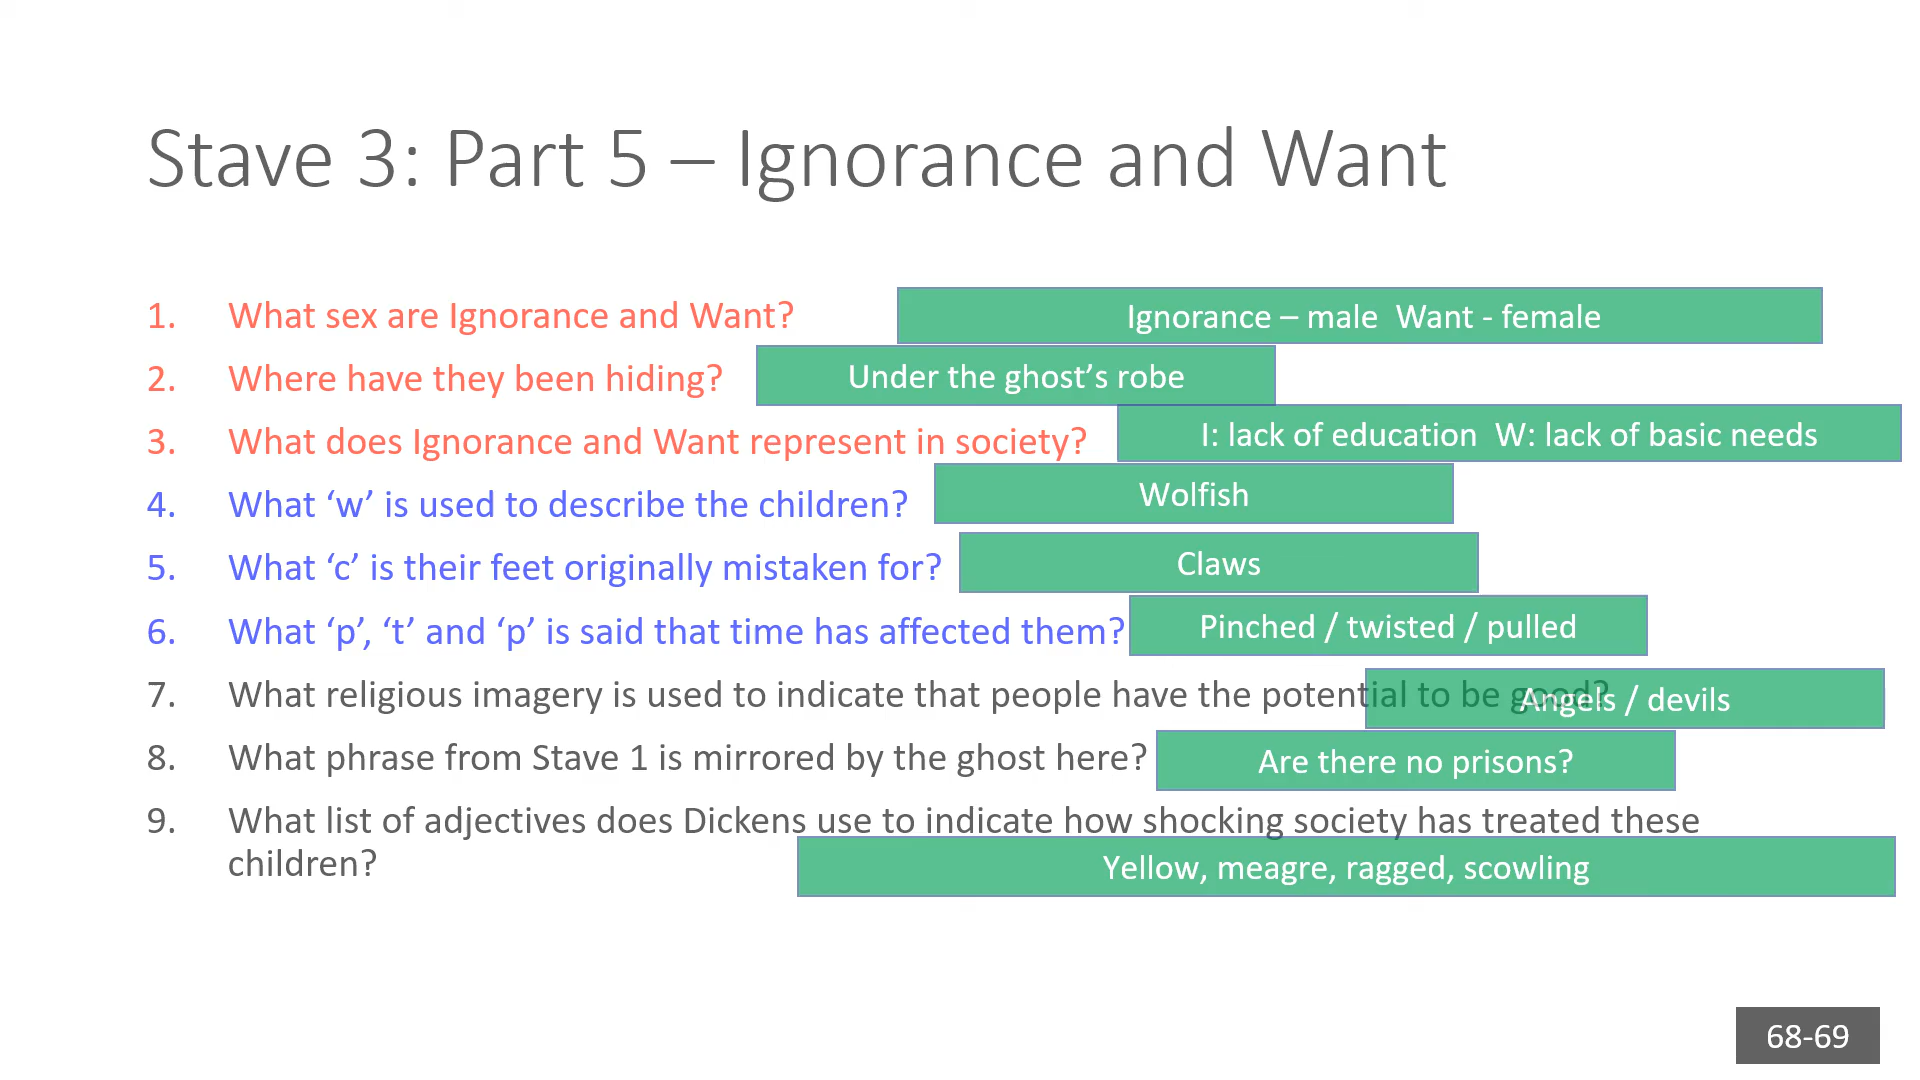 Stave 3: Part 5 – Ignorance and Want
1. What sex are Ignorance and Want?
Ignorance – male  Want - female
2. Where have they been hiding?
Under the ghost’s robe
3. What does Ignorance and Want represent in society?
I: lack of education  W: lack of basic needs
4. What ‘w’ is used to describe the children?
Wolfish
5. What ‘c’ is their feet originally mistaken for?
Claws
6. What ‘p’, ‘t’ and ‘p’ is said that time has affected them?
Pinched / twisted / pulled
7. What religious imagery is used to indicate that people have the potential to be good?
Angels / devils
8. What phrase from Stave 1 is mirrored by the ghost here?
Are there no prisons?
9. What list of adjectives does Dickens use to indicate how shocking society has treated these
children?
Yellow, meagre, ragged, scowling
68-69